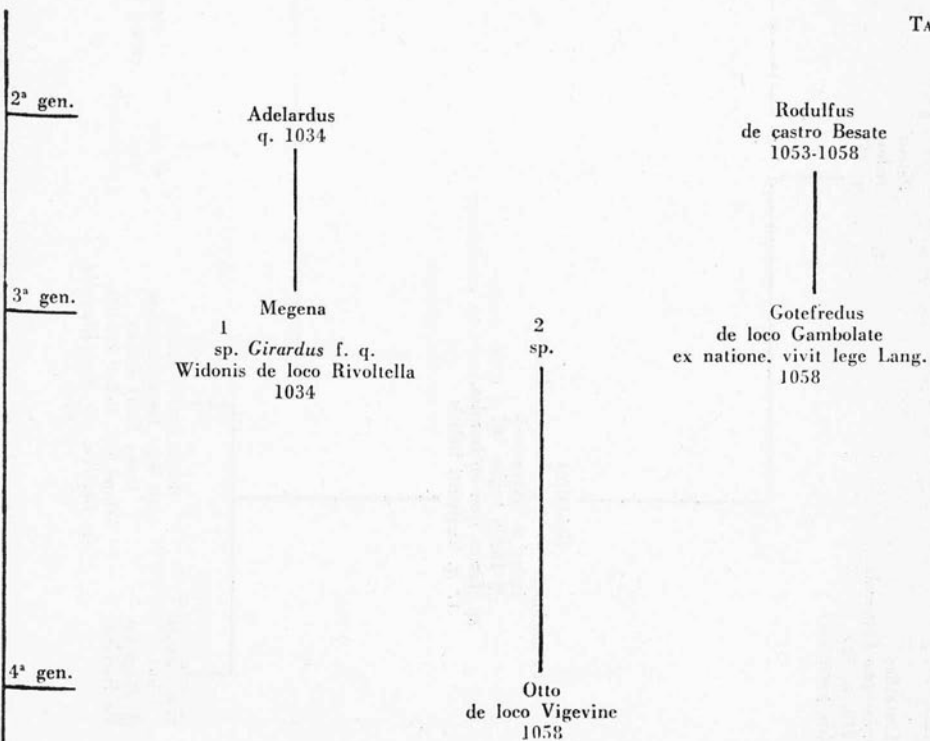 TA
2ª gen.
Adelardus
q. 1034
Rodulfus
de castro Besate
1053-1058
3ª gen.
Megena
1
sp. Girardus f. q.
Widonis de loco Rivoltella
1034
2
sp.
Gotefredus
de loco Gambolate
ex natione, vivit lege Lang.
1058
4ª gen.
Otto
de loco Vigevine
1058